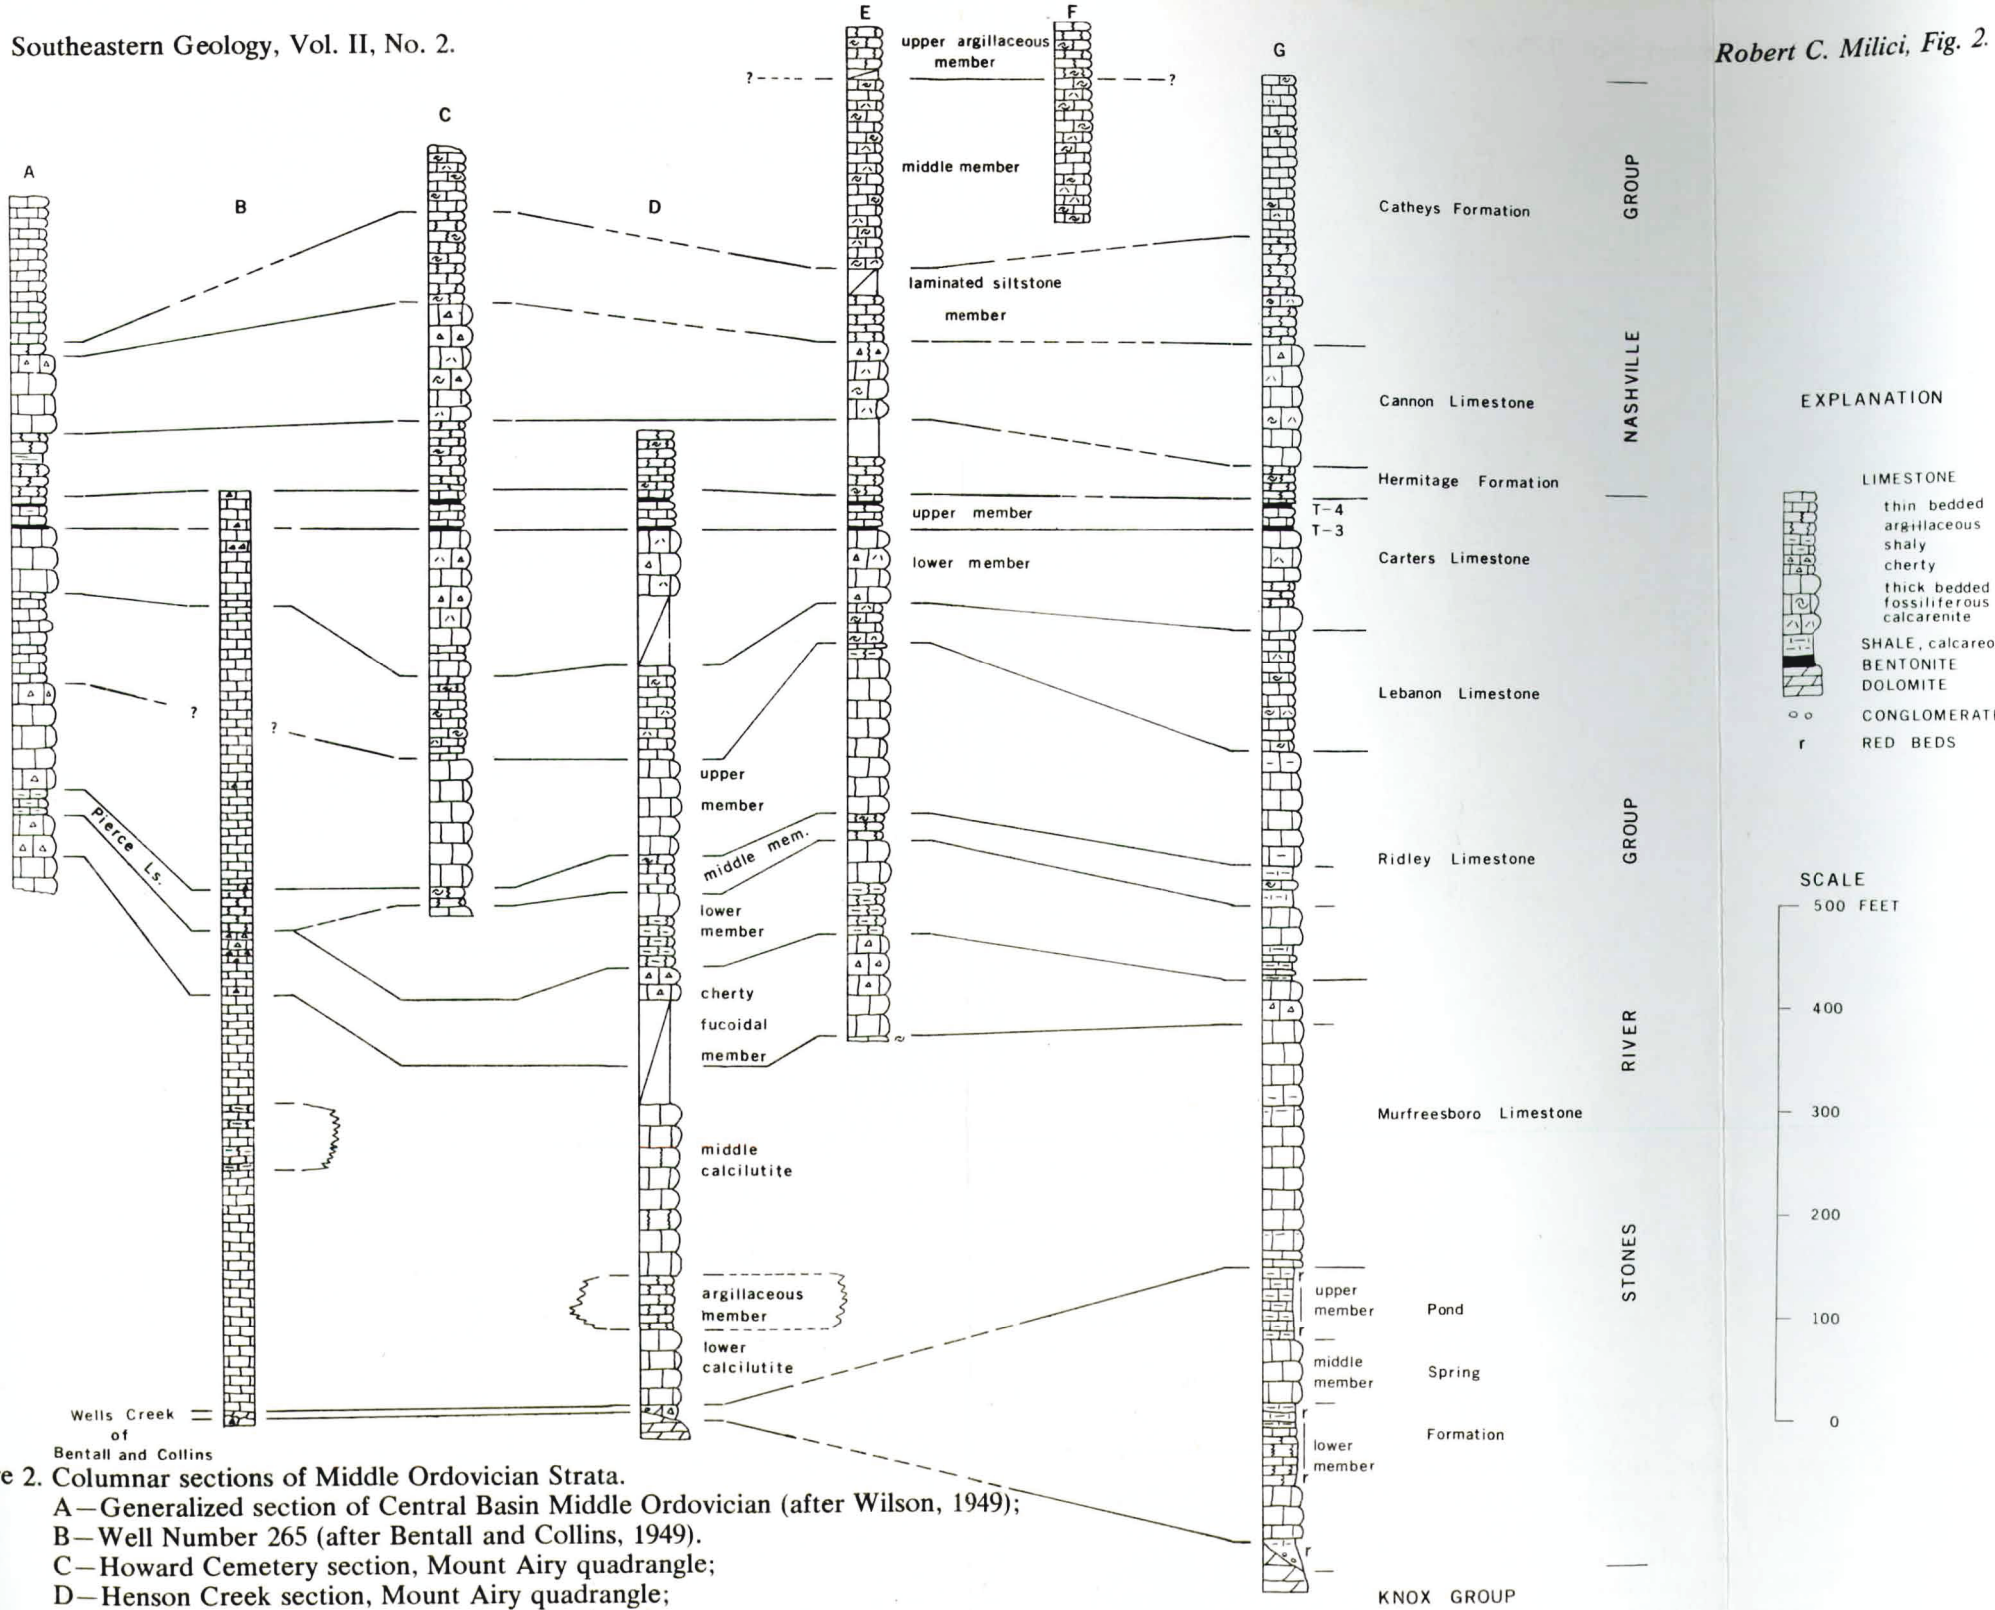 Southeastern Geology, Vol. II, No. 2.
Robert C. Milici, Fig. 2.
A
B
C
D
E
F
G
?
?
upper argillaceous
member
middle member
laminated siltstone
member
upper member
lower member
?
?
Pierce Ls.
upper
member
middle mem.
lower
member
cherty
fucoidal
member
middle
calcilutite
argillaceous
member
lower
calcilutite
Wells Creek
of
Bentall and Collins
T-4
T-3
r
r
r
r
r
upper
member
middle
member
lower
member
Catheys Formation
Cannon Limestone
Hermitage Formation
Carters Limestone
Lebanon Limestone
Ridley Limestone
Murfreesboro Limestone
Pond
Spring
Formation
KNOX GROUP
NASHVILLE GROUP
STONES RIVER GROUP
EXPLANATION
LIMESTONE
thin bedded
argillaceous
shaly
cherty
thick bedded
fossiliferous
calcarenite
SHALE, calcareo
BENTONITE
DOLOMITE
CONGLOMERAT
r RED BEDS
SCALE
500 FEET
400
300
200
100
0
e 2. Columnar sections of Middle Ordovician Strata.
A—Generalized section of Central Basin Middle Ordovician (after Wilson, 1949);
B—Well Number 265 (after Bentall and Collins, 1949).
C—Howard Cemetery section, Mount Airy quadrangle;
D—Henson Creek section, Mount Airy quadrangle;